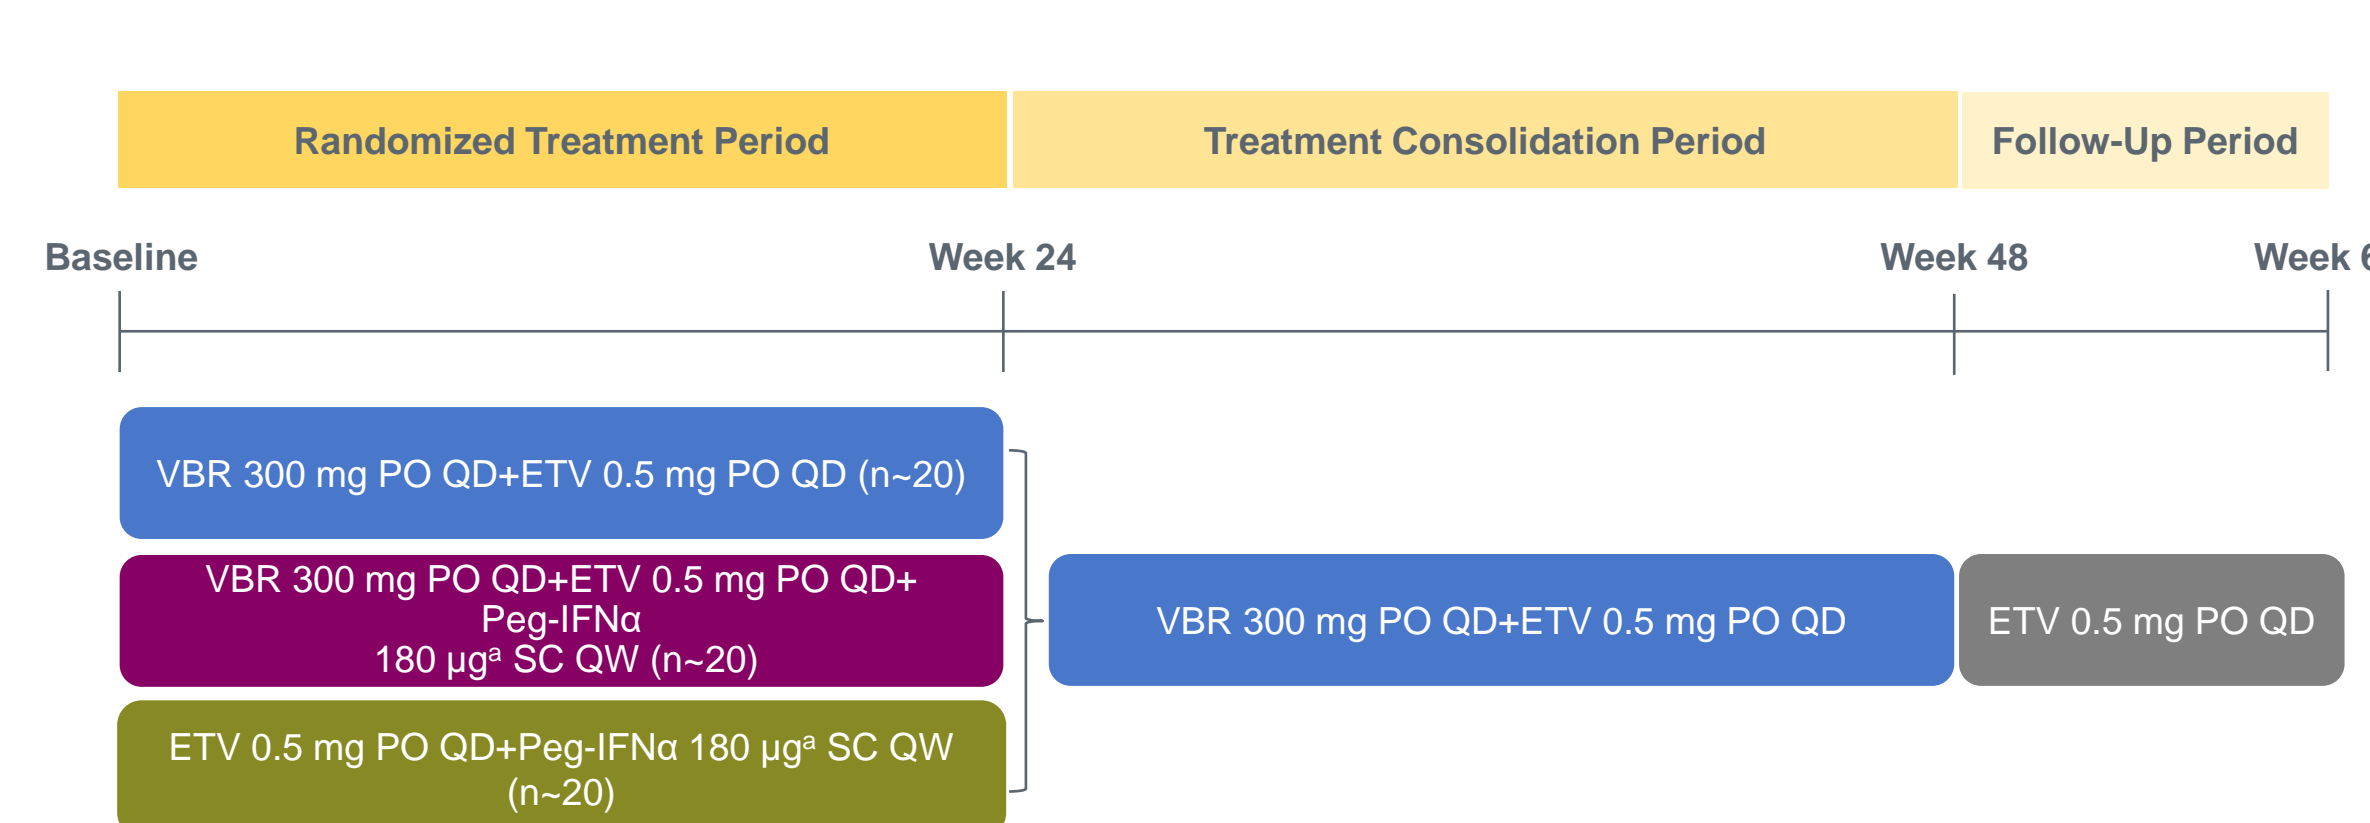 Randomized Treatment Period
Treatment Consolidation Period
Follow-Up Period
Baseline
Week 24
Week 48
Week
VBR 300 mg PO QD+ETV 0.5 mg PO QD (n~20)
VBR 300 mg PO QD+ETV 0.5 mg PO QD+
Peg-IFNα
180 µgᵃ SC QW (n~20)
ETV 0.5 mg PO QD+Peg-IFNα 180 µgᵃ SC QW
(n~20)
VBR 300 mg PO QD+ETV 0.5 mg PO QD
ETV 0.5 mg PO QD